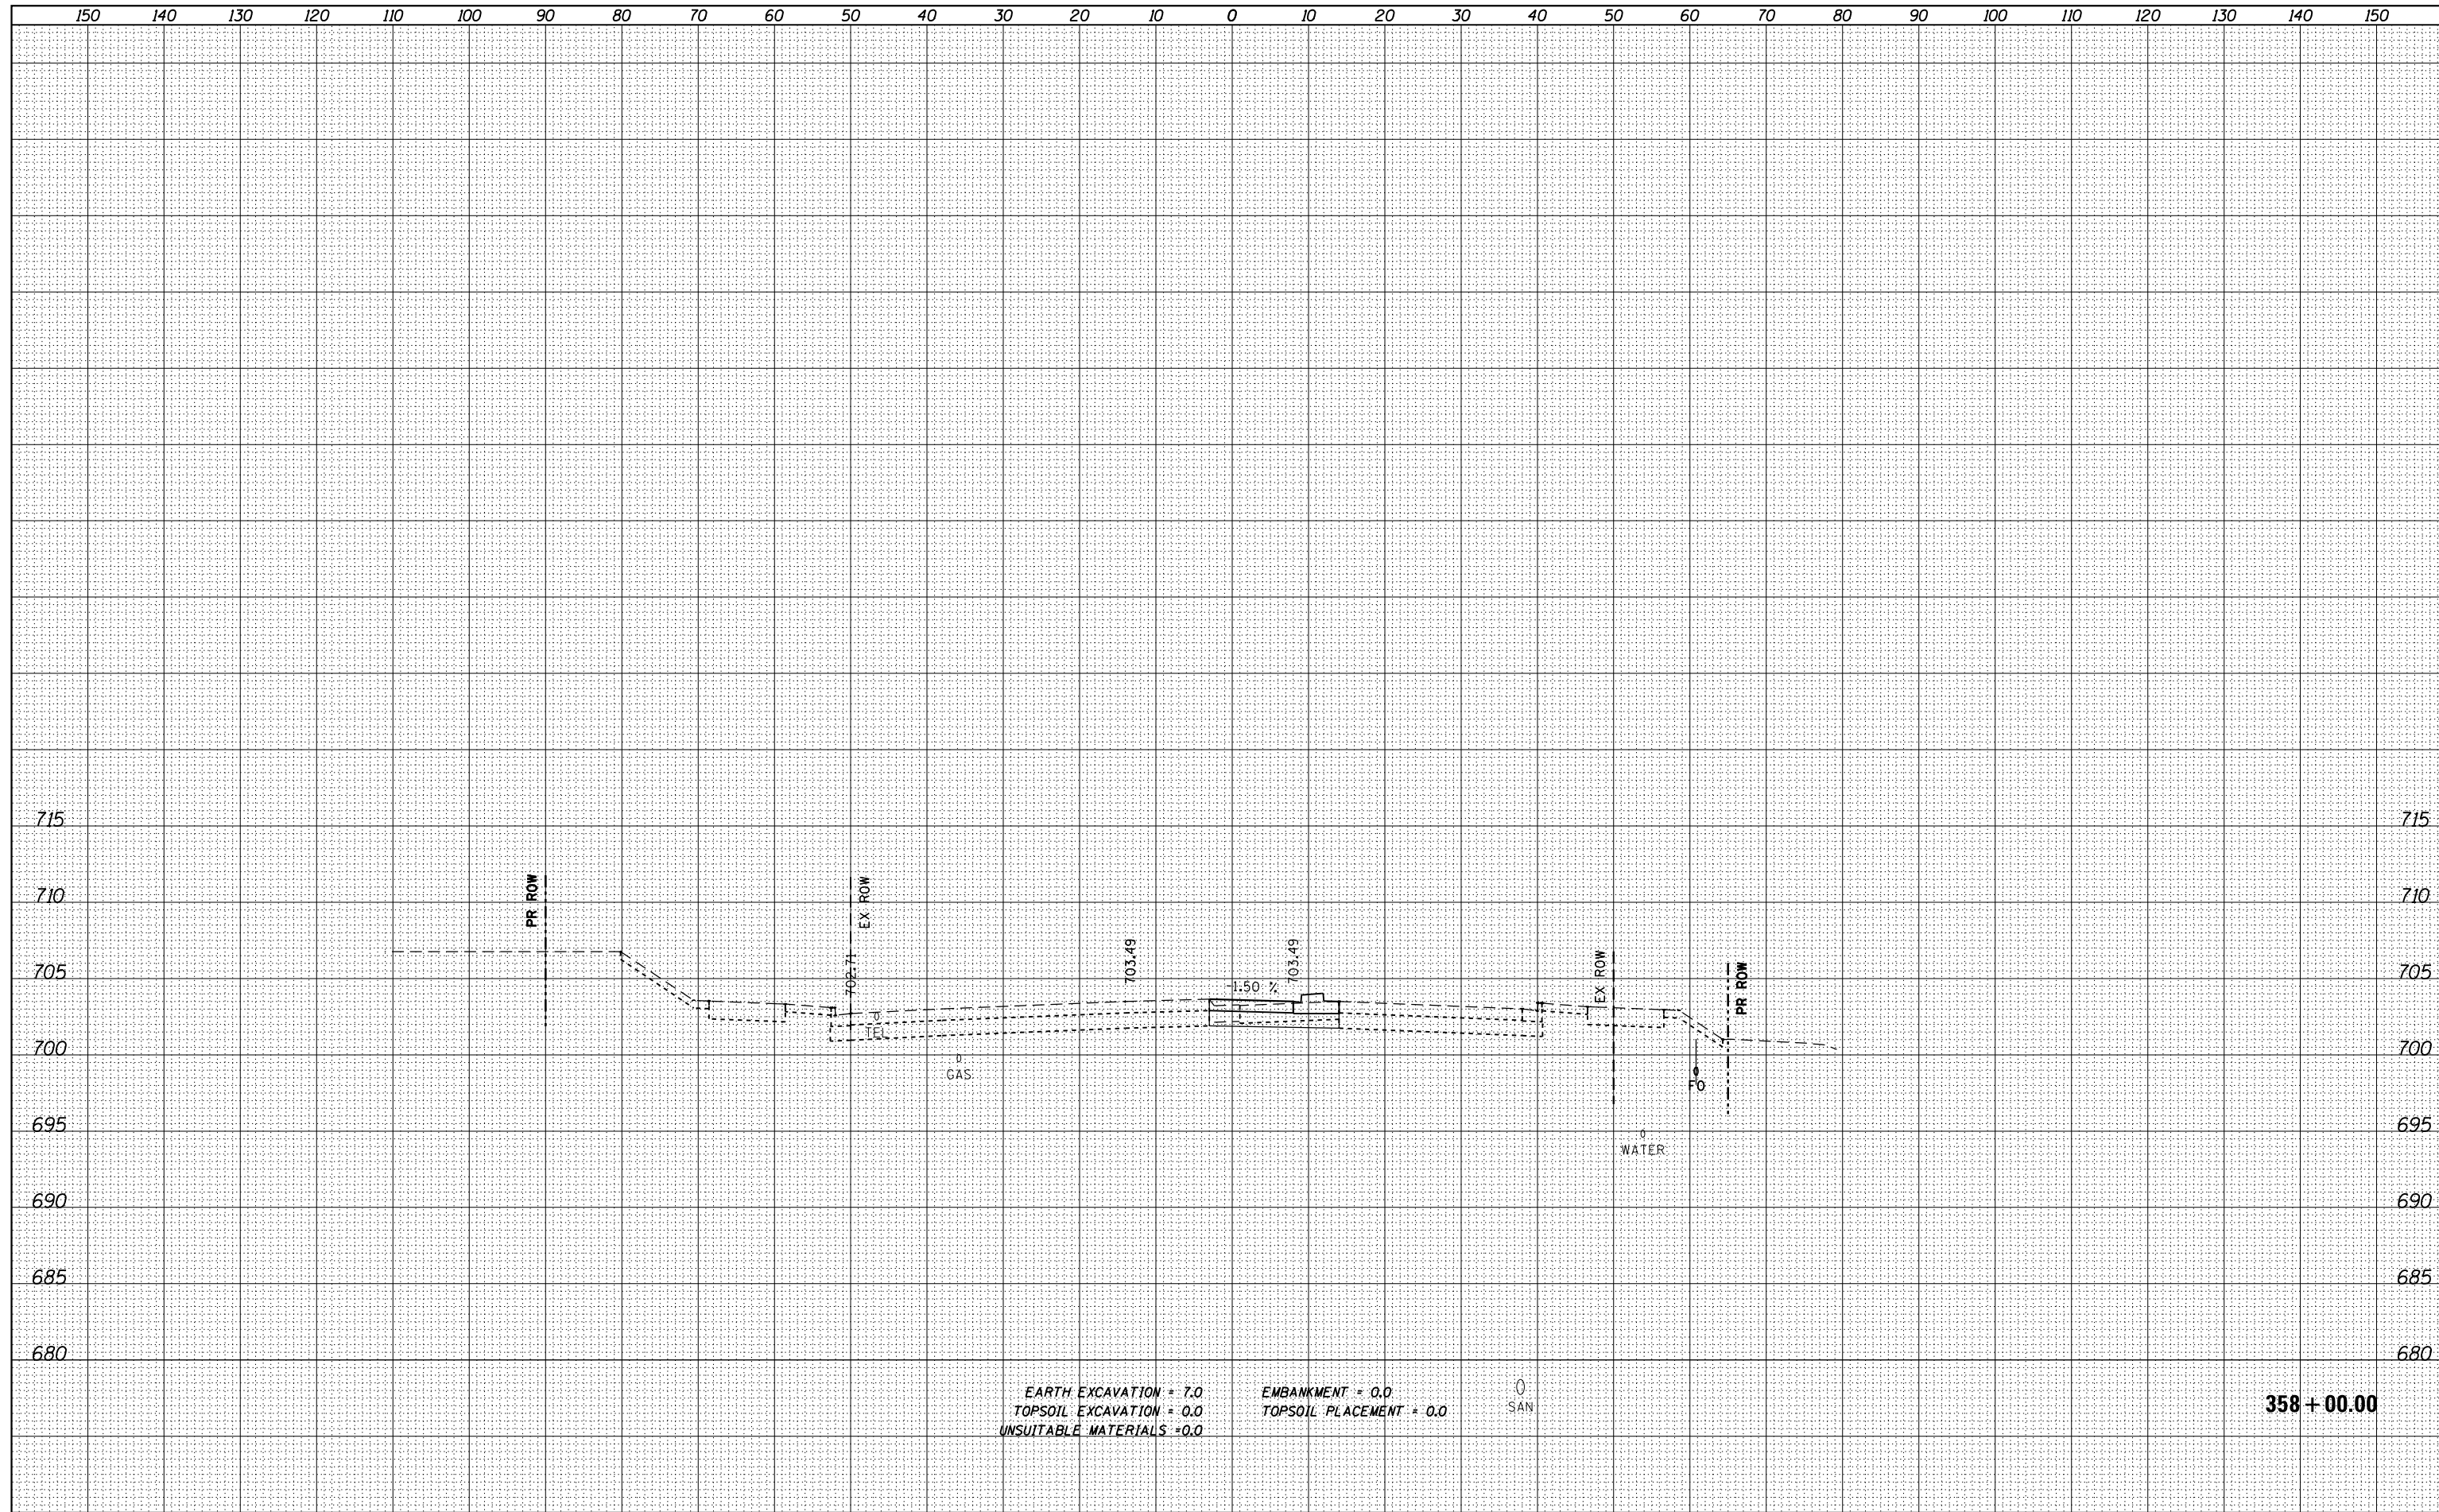 150 140 130 120 110 100 90 80 70 60 50 40 30 20 10 0 10 20 30 40 50 60 70 80 90 100 110 120 130 140 150
715 715
710 710
PR ROW
EX ROW
702.71
703.49
703.49
EX ROW
PR ROW
705 705
-1.50 %
TEL
700 700
GAS
FO
695 695
WATER
690 690
685 685
680 680
EARTH EXCAVATION = 7.0 EMBANKMENT = 0.0
TOPSOIL EXCAVATION = 0.0 TOPSOIL PLACEMENT = 0.0
UNSUITABLE MATERIALS =0.0
SAN
358+00.00